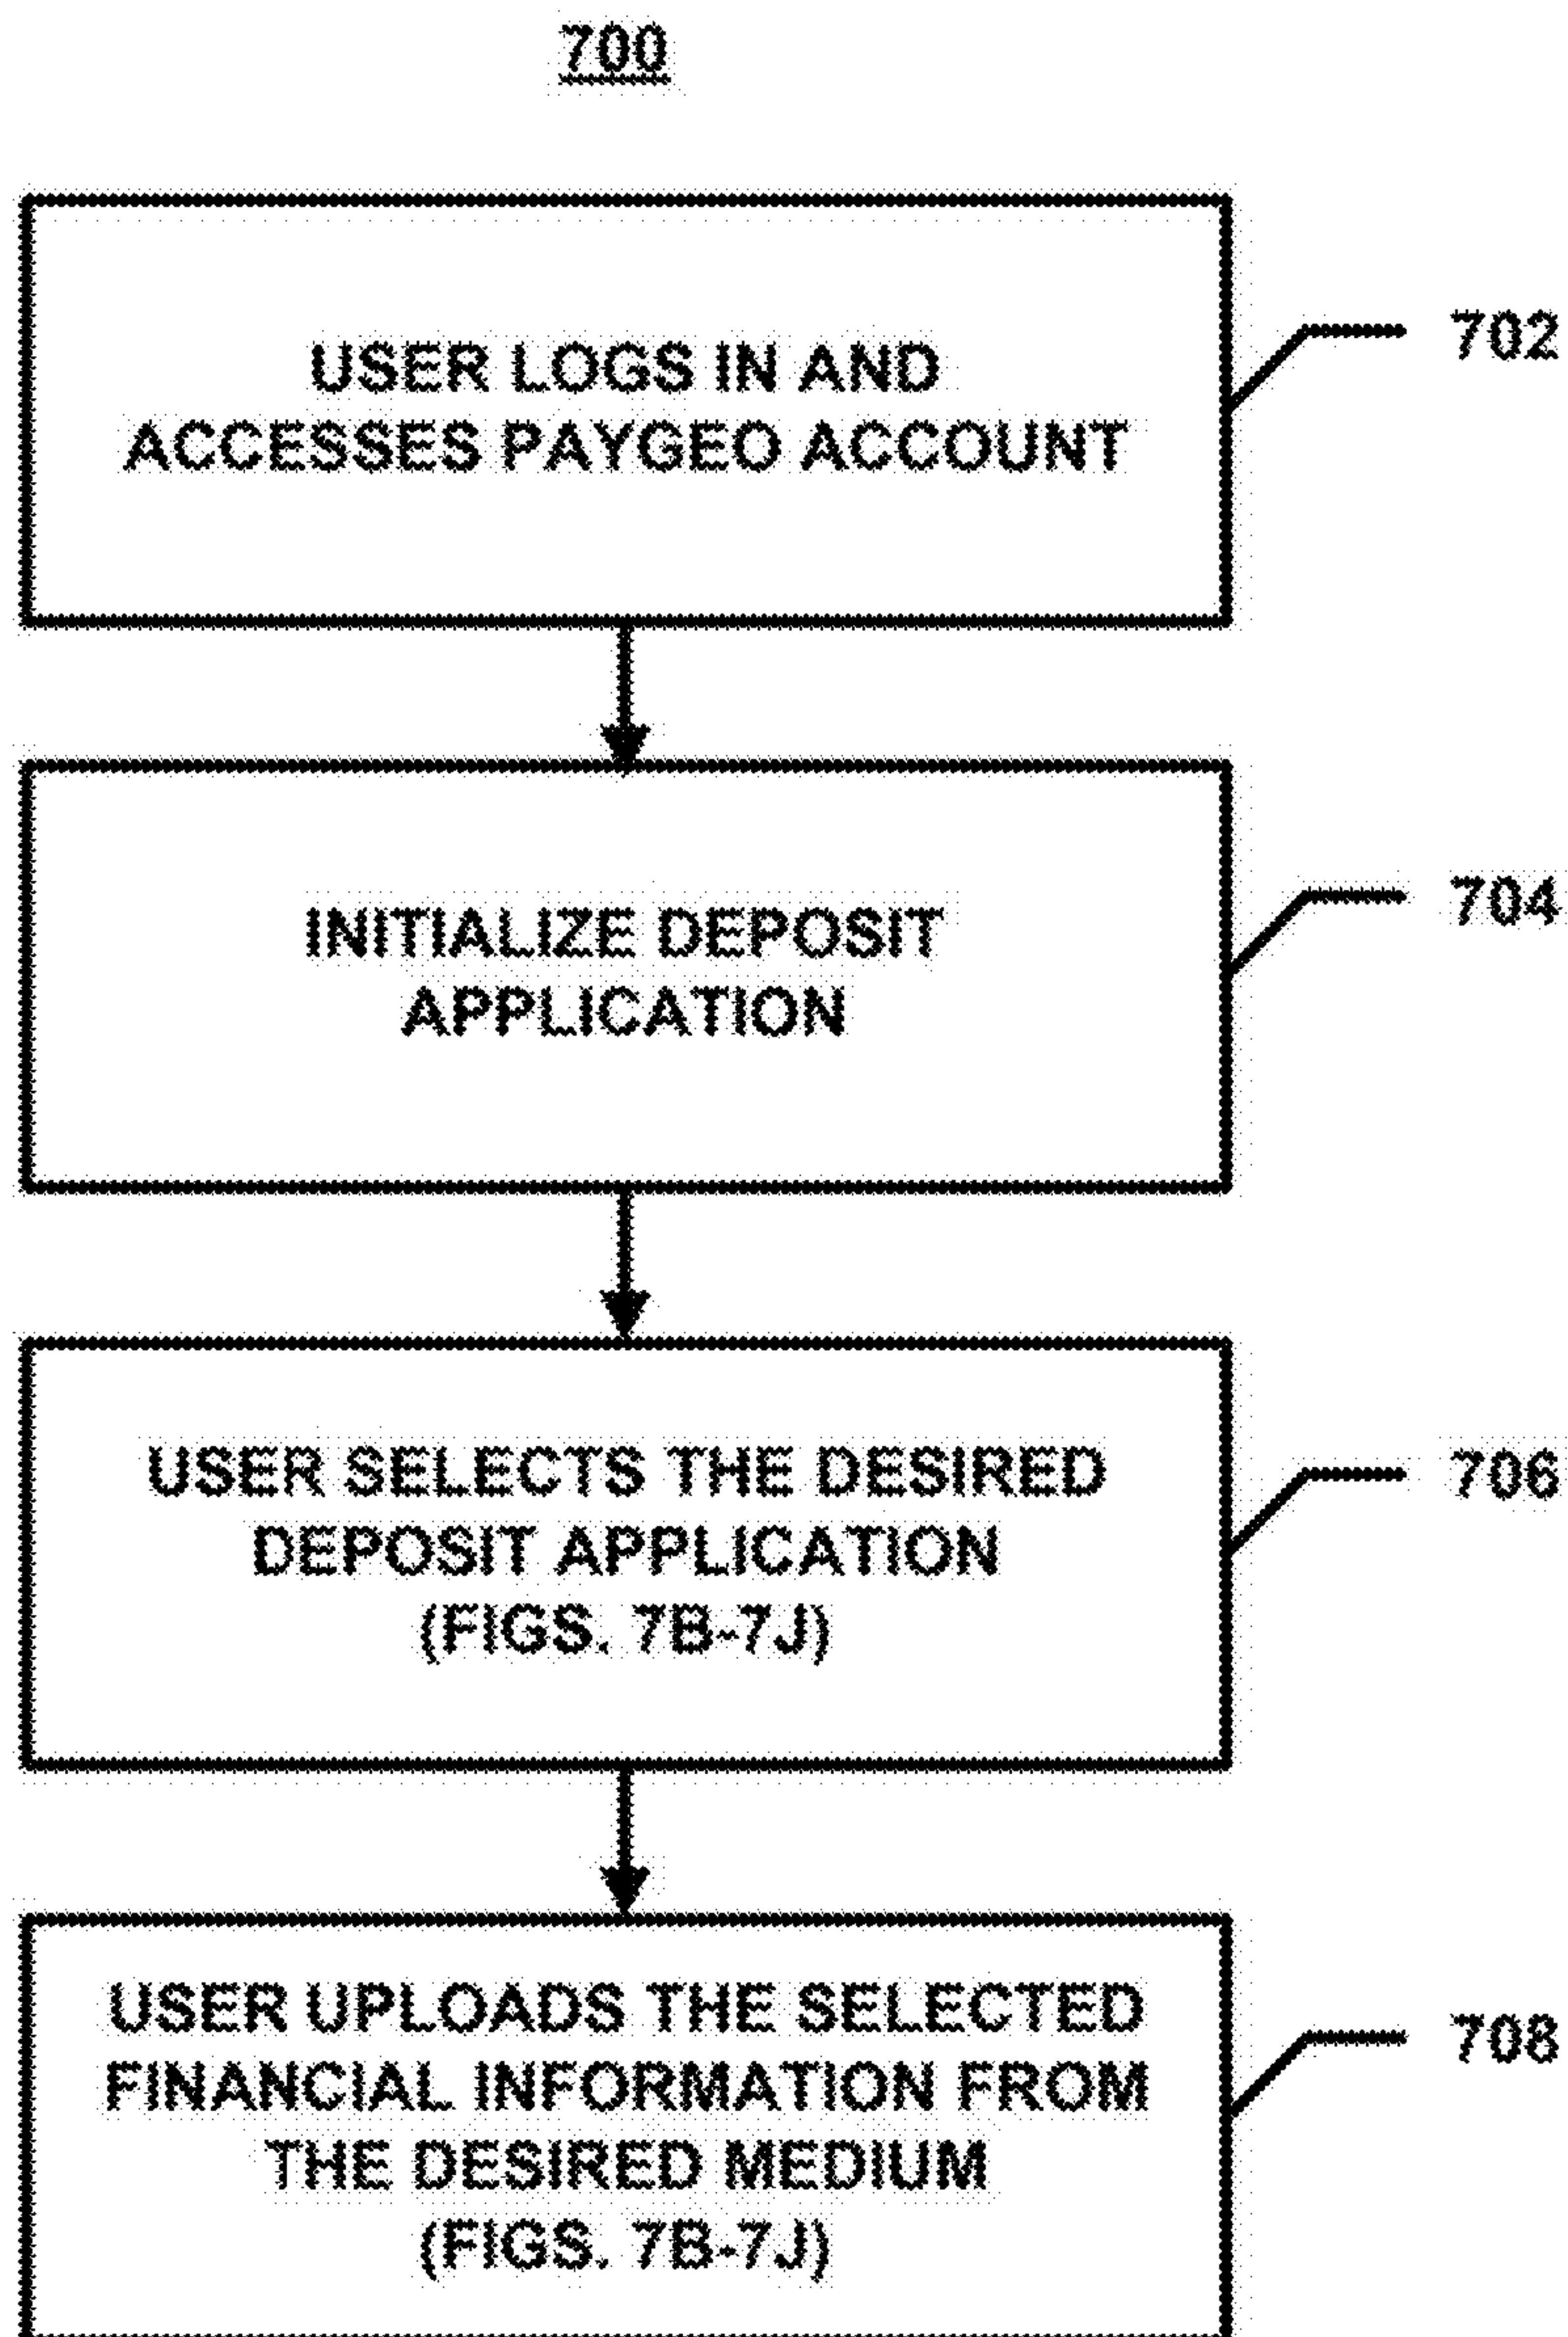 700
USER LOGS IN AND
ACCESSES PAYGEO ACCOUNT
702
INITIALIZE DEPOSIT
APPLICATION
704
USER SELECTS THE DESIRED
DEPOSIT APPLICATION
(FIGS. 7B-7J)
706
USER UPLOADS THE SELECTED
FINANCIAL INFORMATION FROM
THE DESIRED MEDIUM
(FIGS. 7B-7J)
708